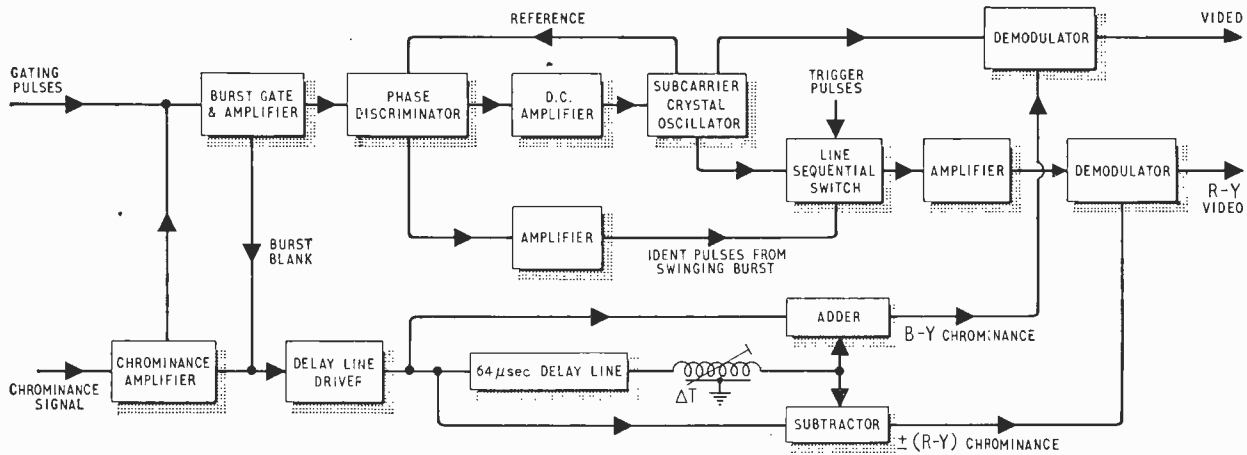 REFERENCE
VIDEO
DEMODULATOR
GATING
PULSES
BURST GATE
& AMPLIFIER
PHASE
DISCRIMINATOR
D.C.
AMPLIFIER
SUBCARRIER
CRYSTAL
OSCILLATOR
TRIGGER
PULSES
LINE
SEQUENTIAL
SWITCH
AMPLIFIER
DEMODULATOR
R-Y
VIDEO
BURST
BLANK
AMPLIFIER
IDENT PULSES FROM
SWINGING BURST
ADDER
B-Y CHROMINANCE
CHROMINANCE
AMPLIFIER
CHROMINANCE
SIGNAL
DELAY LINE
DRIVER
64μsec DELAY LINE
ΔT
SUBTRACTOR
±(R-Y) CHROMINANCE